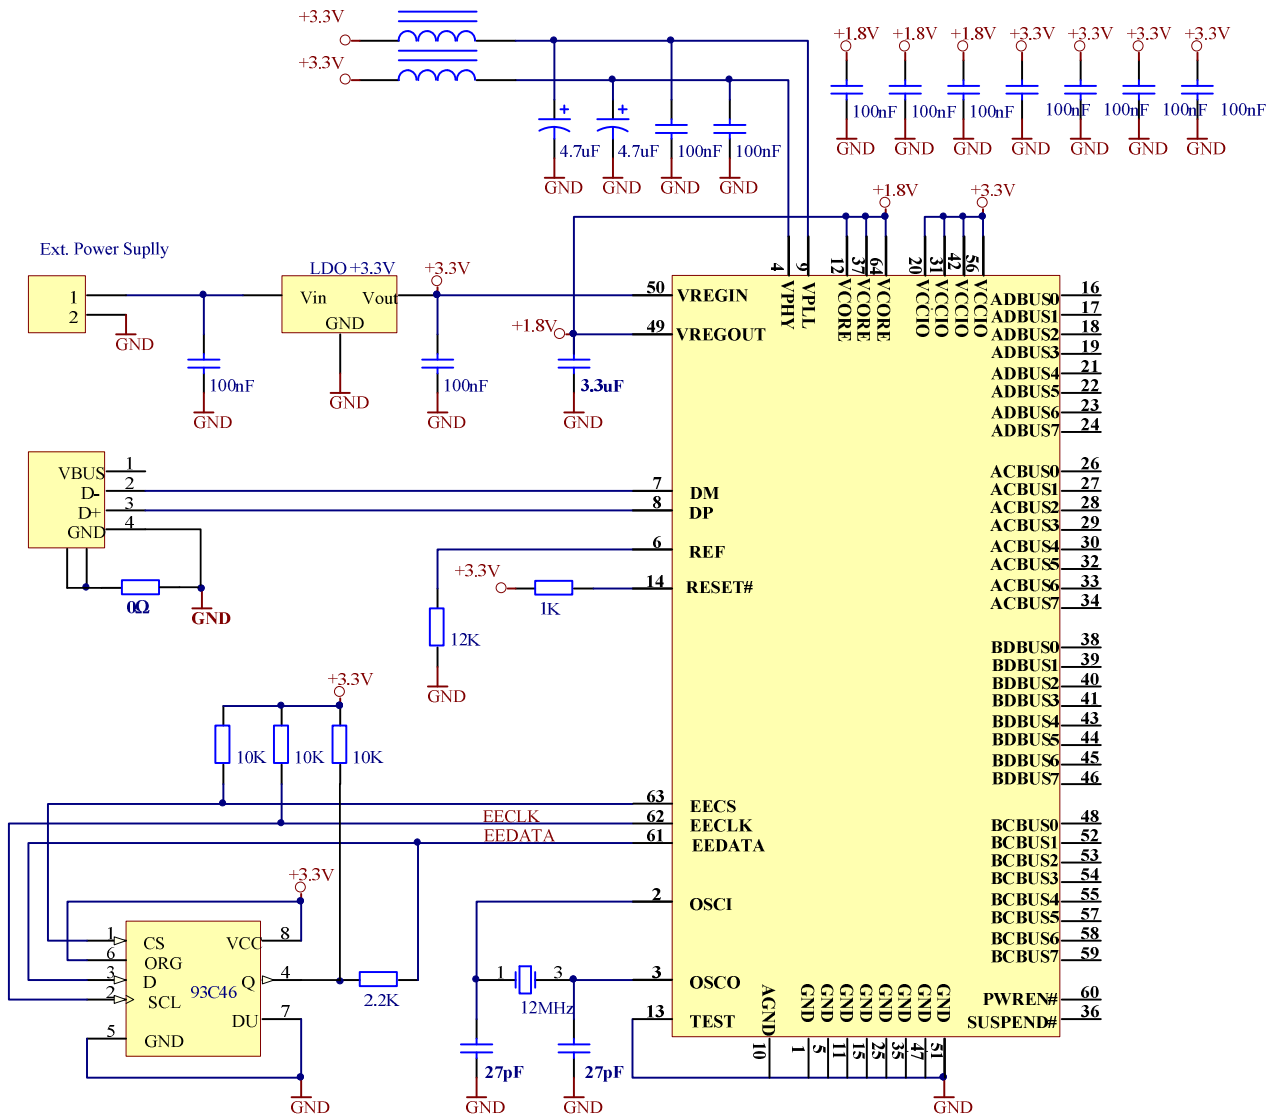 +3.3V
+3.3V
4.7uF 4.7uF 100nF 100nF
GND GND GND GND
+1.8V +1.8V +1.8V +3.3V +3.3V +3.3V +3.3V
100nF 100nF 100nF 100nF 100nF 100nF 100nF
GND GND GND GND GND GND GND
+1.8V +3.3V
Ext. Power Suplly
1
2
GND
100nF
GND
LDO +3.3V
Vin Vout
GND
GND
+3.3V
100nF
GND
+1.8V
3.3uF
GND
VBUS 1
D- 2
D+ 3
GND 4
0Ω
GND
12K
GND
+3.3V
1K
+3.3V
10K 10K 10K
EECLK
EEDATA
+3.3V
1 CS
6 ORG
3 D
2 SCL
5 GND
93C46
VCC 8
Q 4
DU 7
2.2K
GND
1 3
12MHz
27pF 27pF
GND GND
50 VREGIN
49 VREGOUT
7 DM
8 DP
6 REF
14 RESET#
63 EECS
62 EECLK
61 EEDATA
2 OSCI
3 OSCO
13 TEST
4 VPHY
9 VPLL
12 VCORE
37 VCORE
64 VCORE
20 VCCIO
31 VCCIO
42 VCCIO
56 VCCIO
ADBUS0 16
ADBUS1 17
ADBUS2 18
ADBUS3 19
ADBUS4 21
ADBUS5 22
ADBUS6 23
ADBUS7 24
ACBUS0 26
ACBUS1 27
ACBUS2 28
ACBUS3 29
ACBUS4 30
ACBUS5 32
ACBUS6 33
ACBUS7 34
BDBUS0 38
BDBUS1 39
BDBUS2 40
BDBUS3 41
BDBUS4 43
BDBUS5 44
BDBUS6 45
BDBUS7 46
BCBUS0 48
BCBUS1 52
BCBUS2 53
BCBUS3 54
BCBUS4 55
BCBUS5 57
BCBUS6 58
BCBUS7 59
PWREN# 60
SUSPEND# 36
AGND 10
GND 1
GND 5
GND 11
GND 15
GND 25
GND 35
GND 47
GND 51
GND